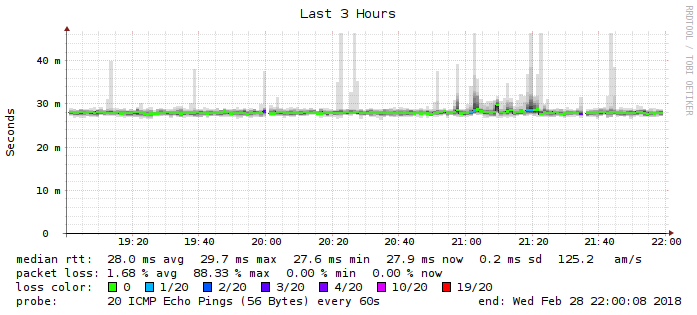 Last 3 Hours
RRDTOOL / TOBI OETIKER
Seconds
40 m
30 m
20 m
10 m
0
19:20 19:40 20:00 20:20 20:40 21:00 21:20 21:40 22:00
median rtt: 28.0 ms avg 29.7 ms max 27.6 ms min 27.9 ms now 0.2 ms sd 125.2 am/s
packet loss: 1.68 % avg 88.33 % max 0.00 % min 0.00 % now
loss color: 0 1/20 2/20 3/20 4/20 10/20 19/20
probe: 20 ICMP Echo Pings (56 Bytes) every 60s end: Wed Feb 28 22:00:08 2018